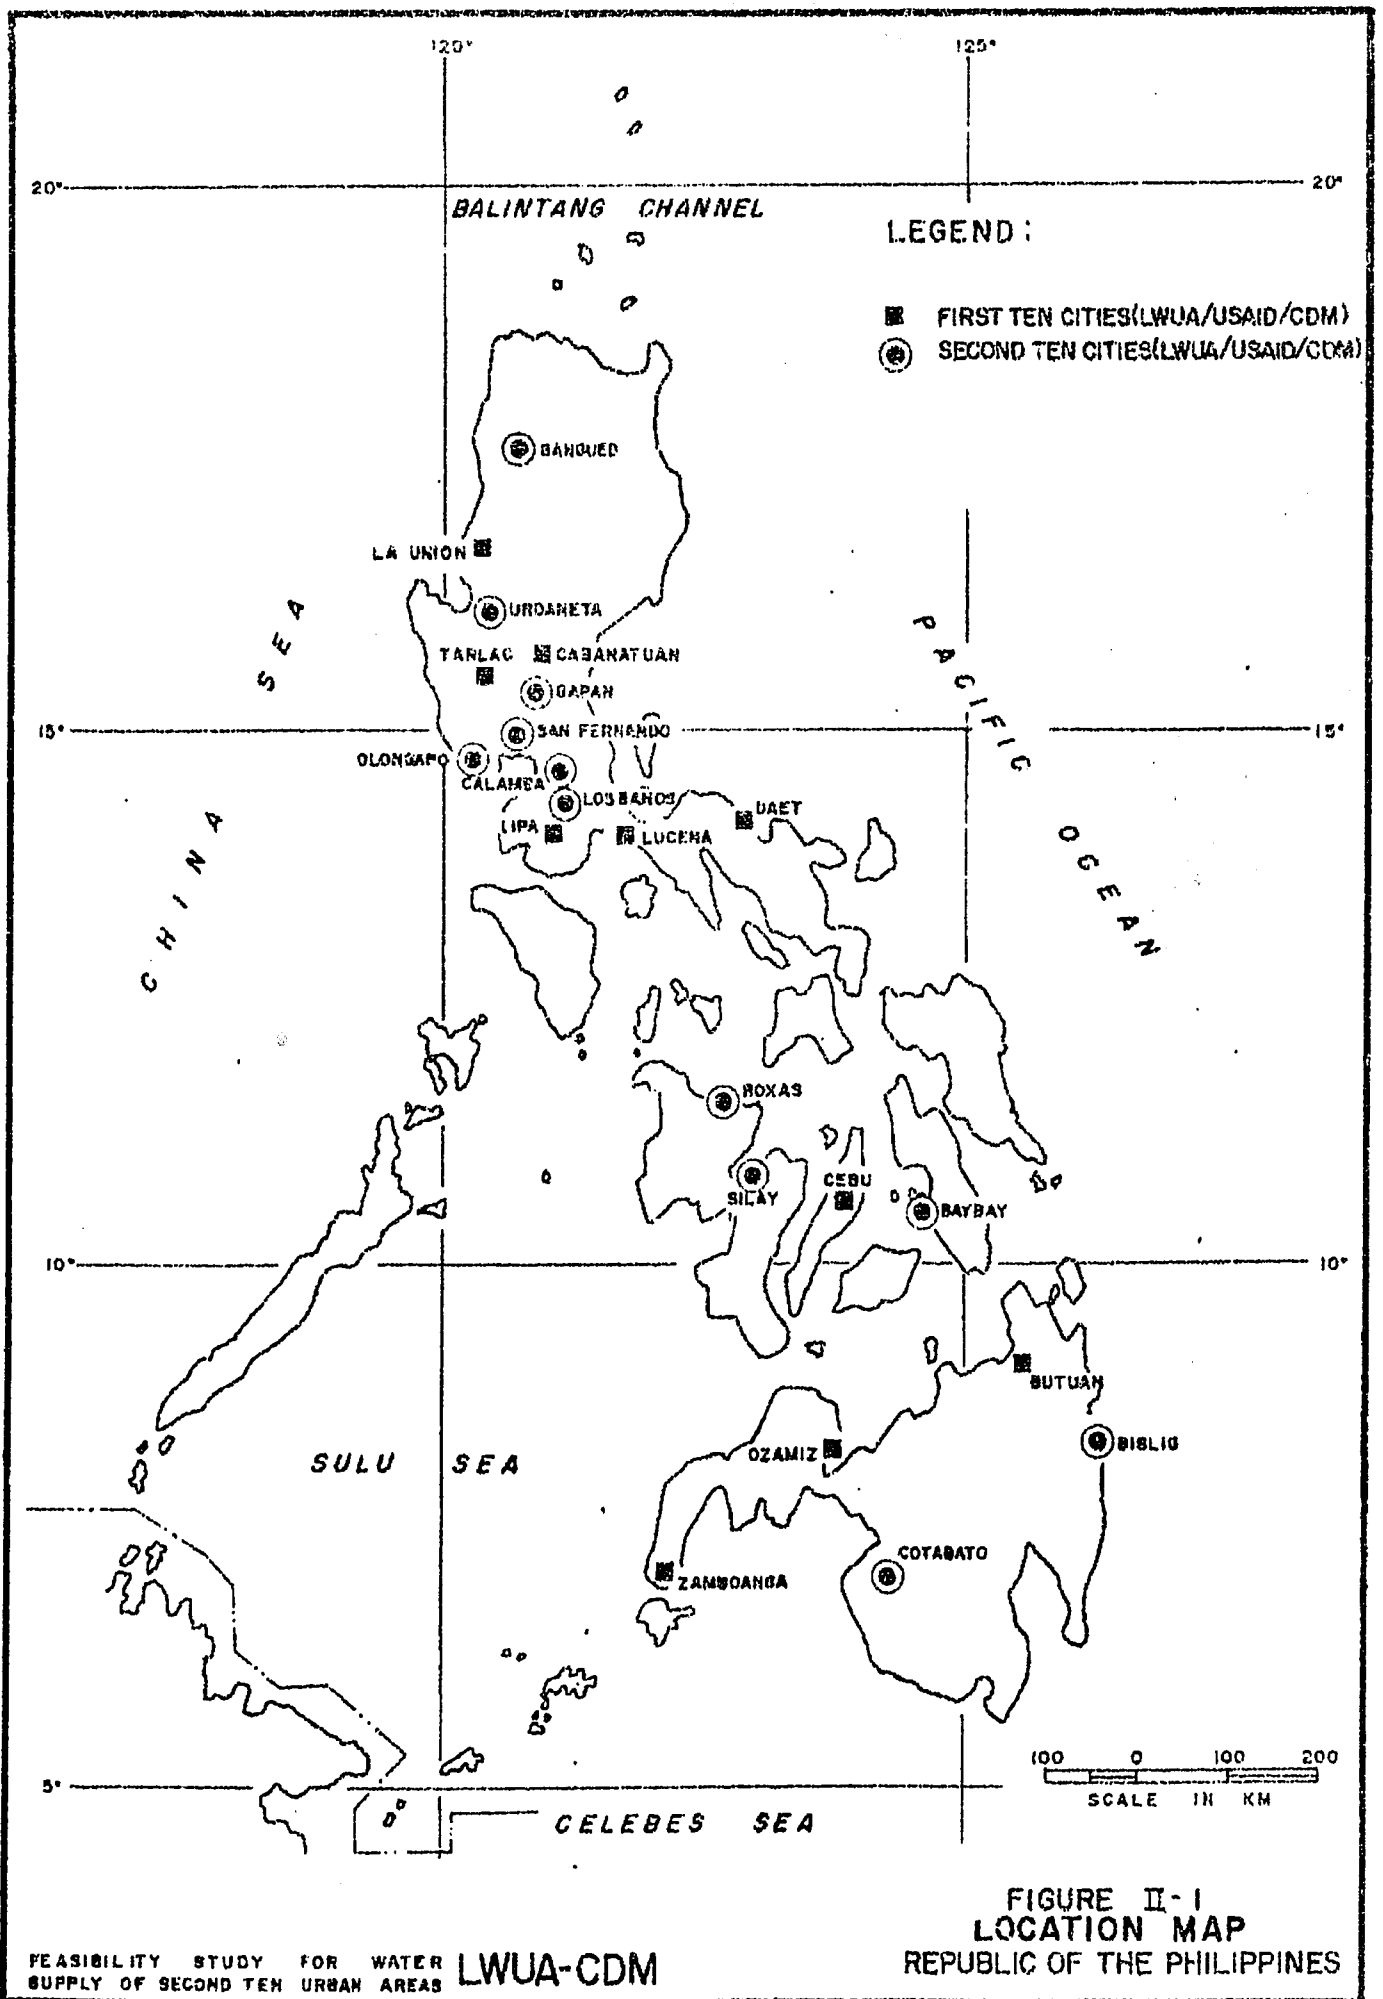 120°
125°
20°
20°
BALINTANG CHANNEL
LEGEND:
FIRST TEN CITIES(LWUA/USAID/CDM)
SECOND TEN CITIES(LWUA/USAID/CDM)
BANGUED
LA UNION
URDANETA
TARLAC
CABANATUAN
GAPAN
15°
SAN FERNANDO
15°
OLONGAPO
CALAMBA
LOS BAÑOS
LIPA
LUCENA
DAET
CHINA SEA
PACIFIC OCEAN
ROXAS
SILAY
CEBU
BAYBAY
10°
10°
BUTUAN
SULU SEA
OZAMIZ
BISLIG
COTABATO
ZAMBOANGA
5°
100 0 100 200
SCALE IN KM
CELEBES SEA
FIGURE II-1
LOCATION MAP
REPUBLIC OF THE PHILIPPINES
FEASIBILITY STUDY FOR WATER
SUPPLY OF SECOND TEN URBAN AREAS
LWUA-CDM